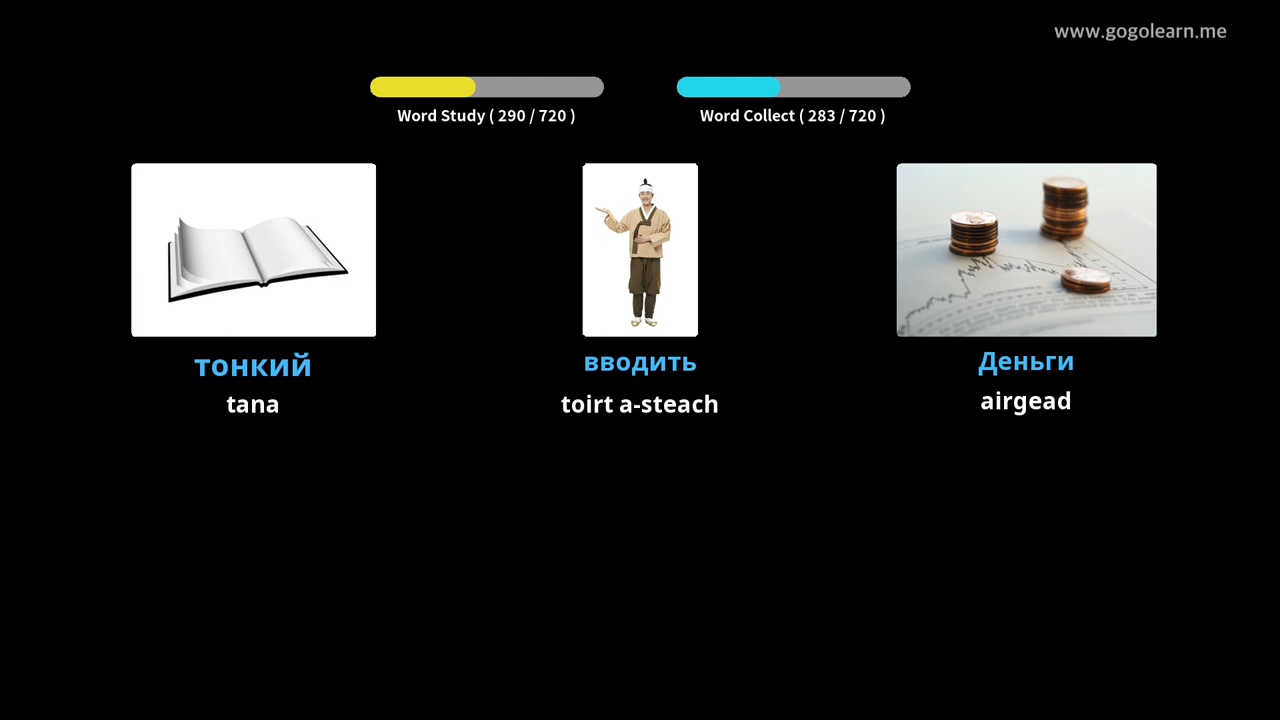 www.gogolearn.me
Word Study ( 290 / 720 )
Word Collect ( 283 / 720 )
тонкий
tana
вводить
toirt a-steach
Деньги
airgead